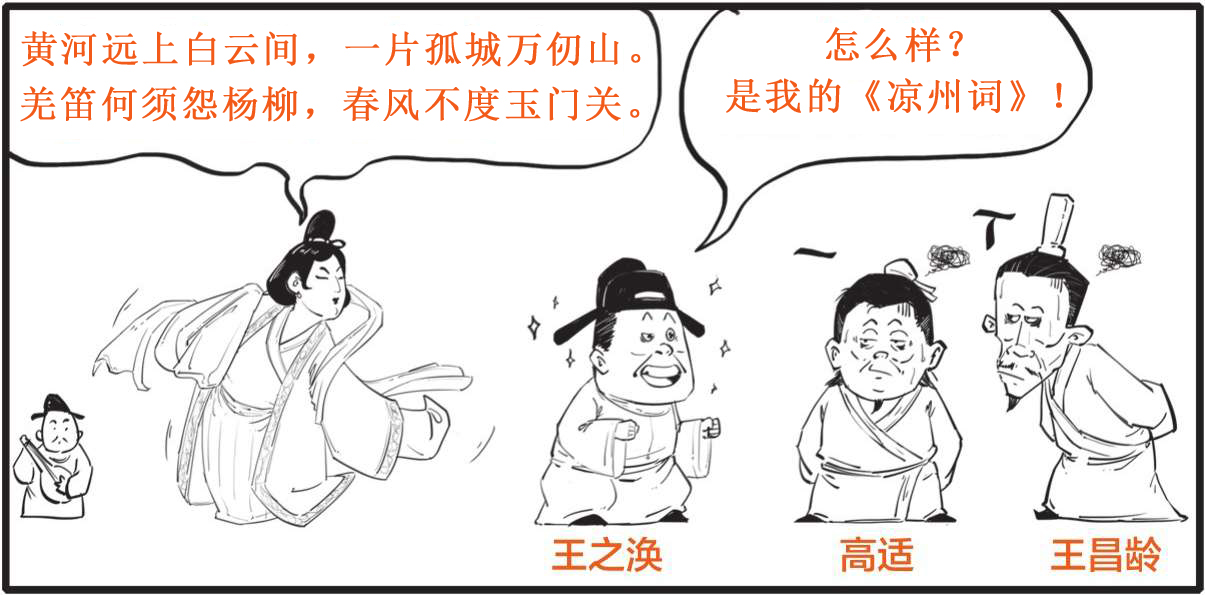 黄河远上白云间，一片孤城万仞山。
羌笛何须怨杨柳，春风不度玉门关。
怎么样？
是我的《凉州词》！
一
丅
王之涣
高适
王昌龄